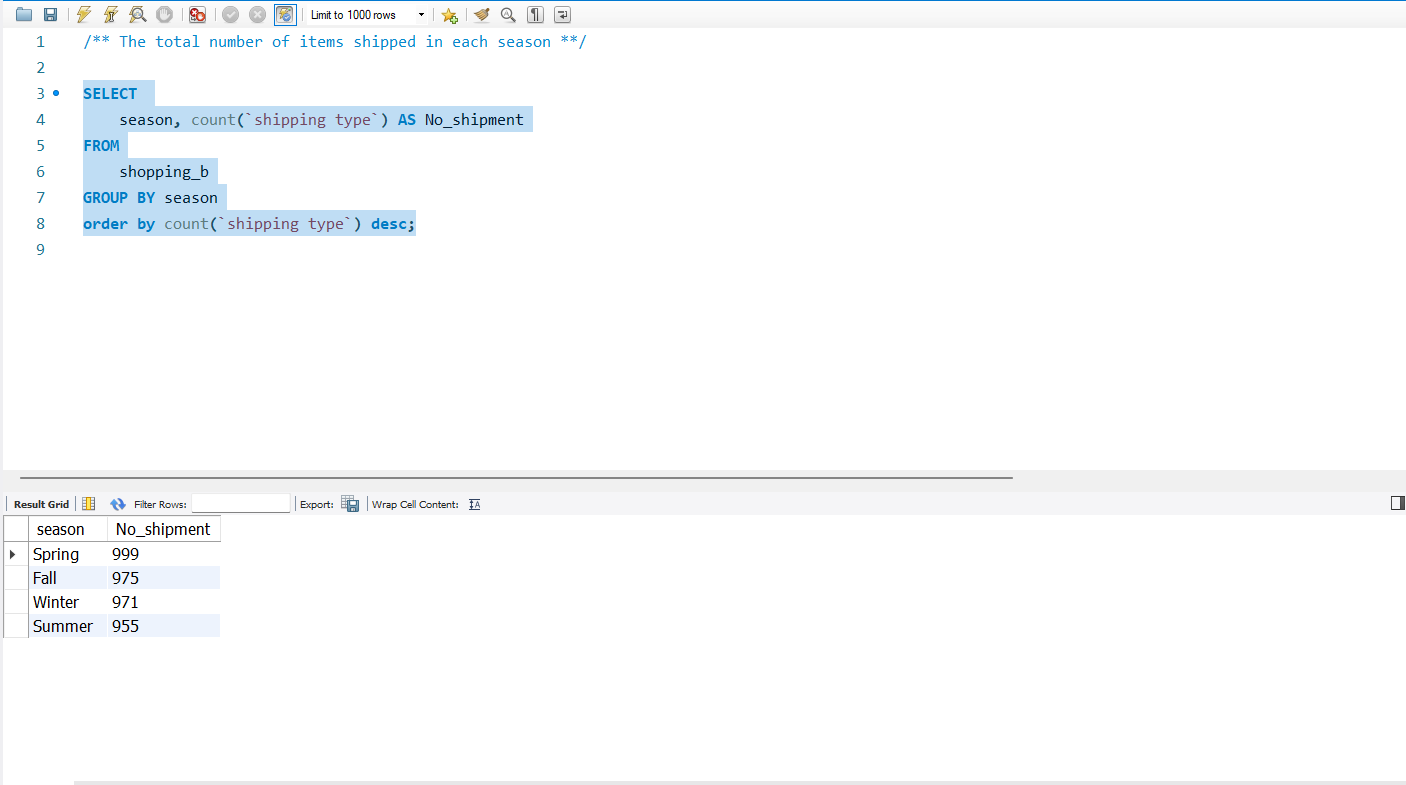 Limit to 1000 rows
1 /** The total number of items shipped in each season **/
2
3 SELECT
4 season, count(`shipping type`) AS No_shipment
5 FROM
6 shopping_b
7 GROUP BY season
8 order by count(`shipping type`) desc;
9
Result Grid Filter Rows: Export: Wrap Cell Content:
season No_shipment
Spring 999
Fall 975
Winter 971
Summer 955